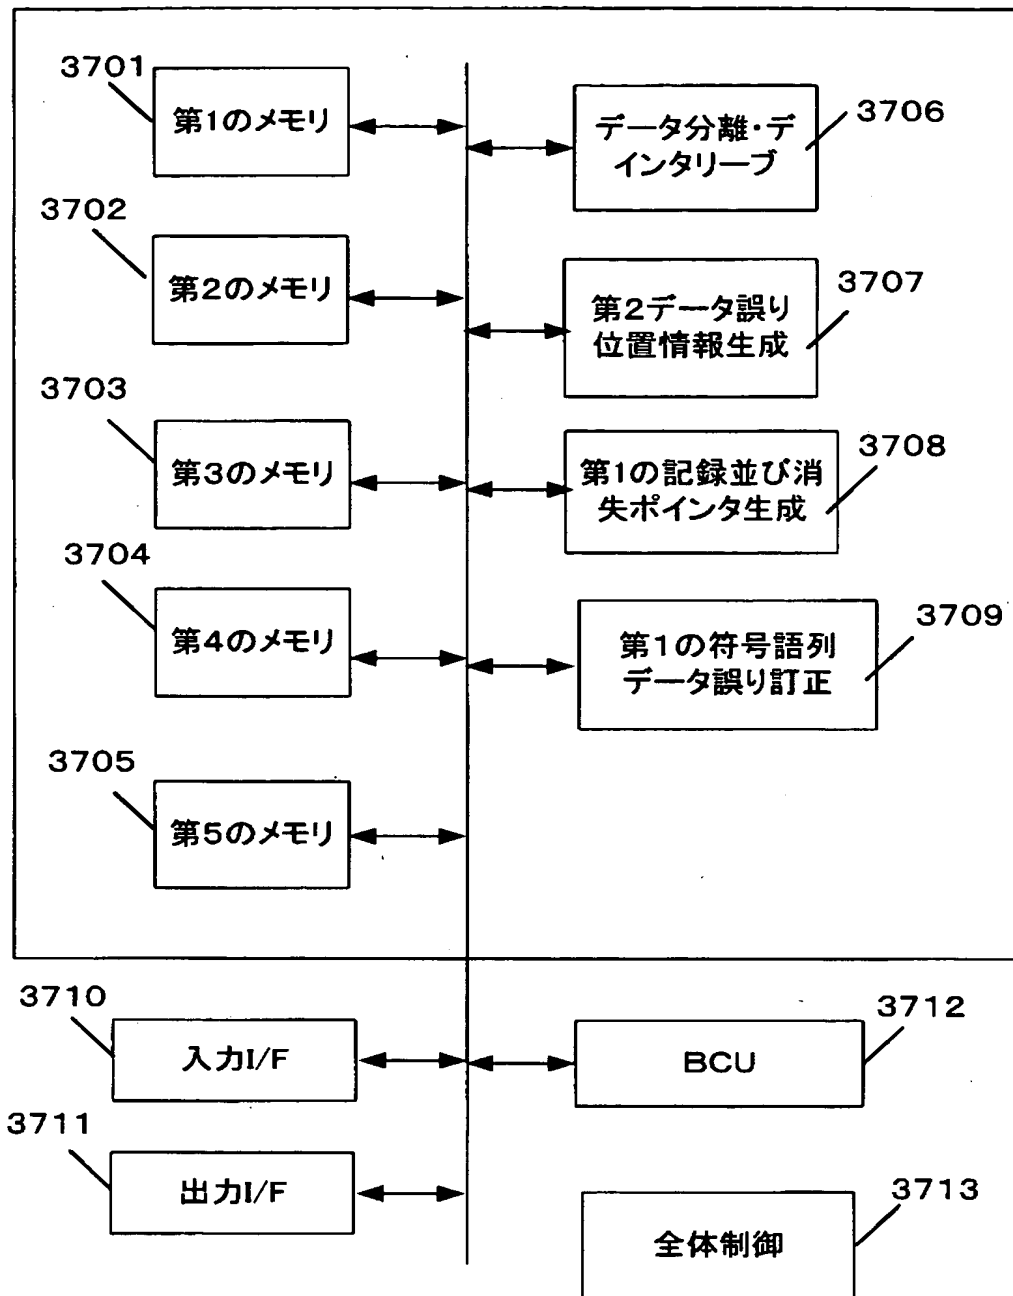 3701
第1のメモリ
3702
第2のメモリ
3703
第3のメモリ
3704
第4のメモリ
3705
第5のメモリ
3706
データ分離・デ
インタリーブ
3707
第2データ誤り
位置情報生成
3708
第1の記録並び消
失ポインタ生成
3709
第1の符号語列
データ誤り訂正
3710
入力I/F
3711
出力I/F
3712
BCU
3713
全体制御